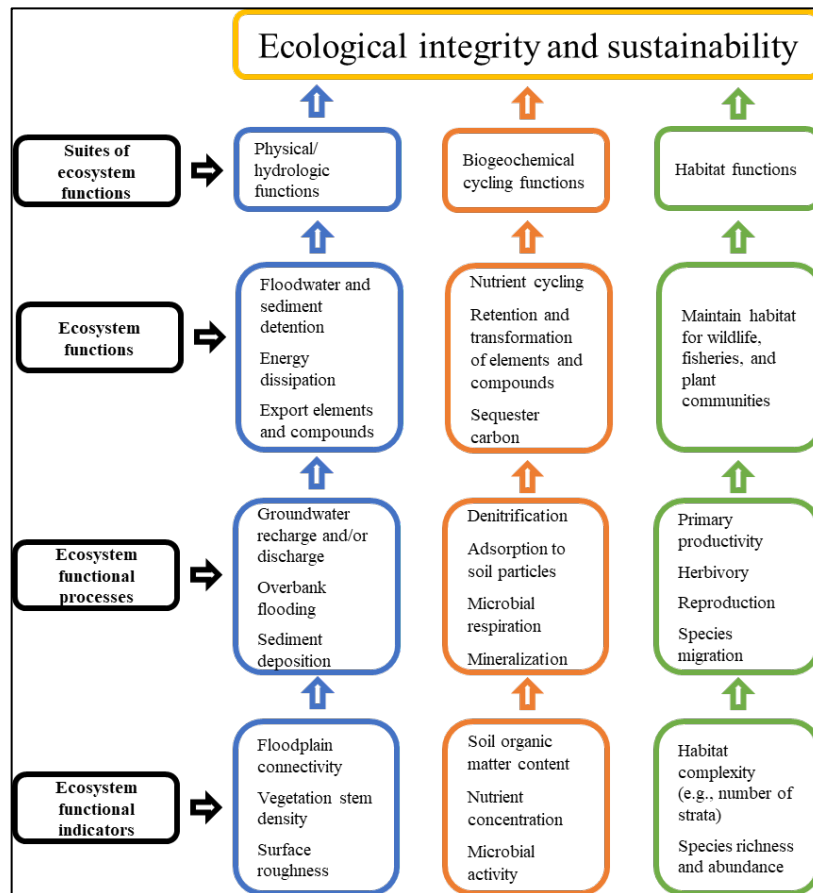 Ecological integrity and sustainability
Suites of
ecosystem
functions
Physical/
hydrologic
functions
Biogeochemical
cycling functions
Habitat functions
Ecosystem
functions
Floodwater and
sediment
detention
Energy
dissipation
Export elements
and compounds
Nutrient cycling
Retention and
transformation
of elements and
compounds
Sequester
carbon
Maintain habitat
for wildlife,
fisheries, and
plant
communities
Ecosystem
functional
processes
Groundwater
recharge and/or
discharge
Overbank
flooding
Sediment
deposition
Denitrification
Adsorption to
soil particles
Microbial
respiration
Mineralization
Primary
productivity
Herbivory
Reproduction
Species
migration
Ecosystem
functional
indicators
Floodplain
connectivity
Vegetation stem
density
Surface
roughness
Soil organic
matter content
Nutrient
concentration
Microbial
activity
Habitat
complexity
(e.g., number of
strata)
Species richness
and abundance